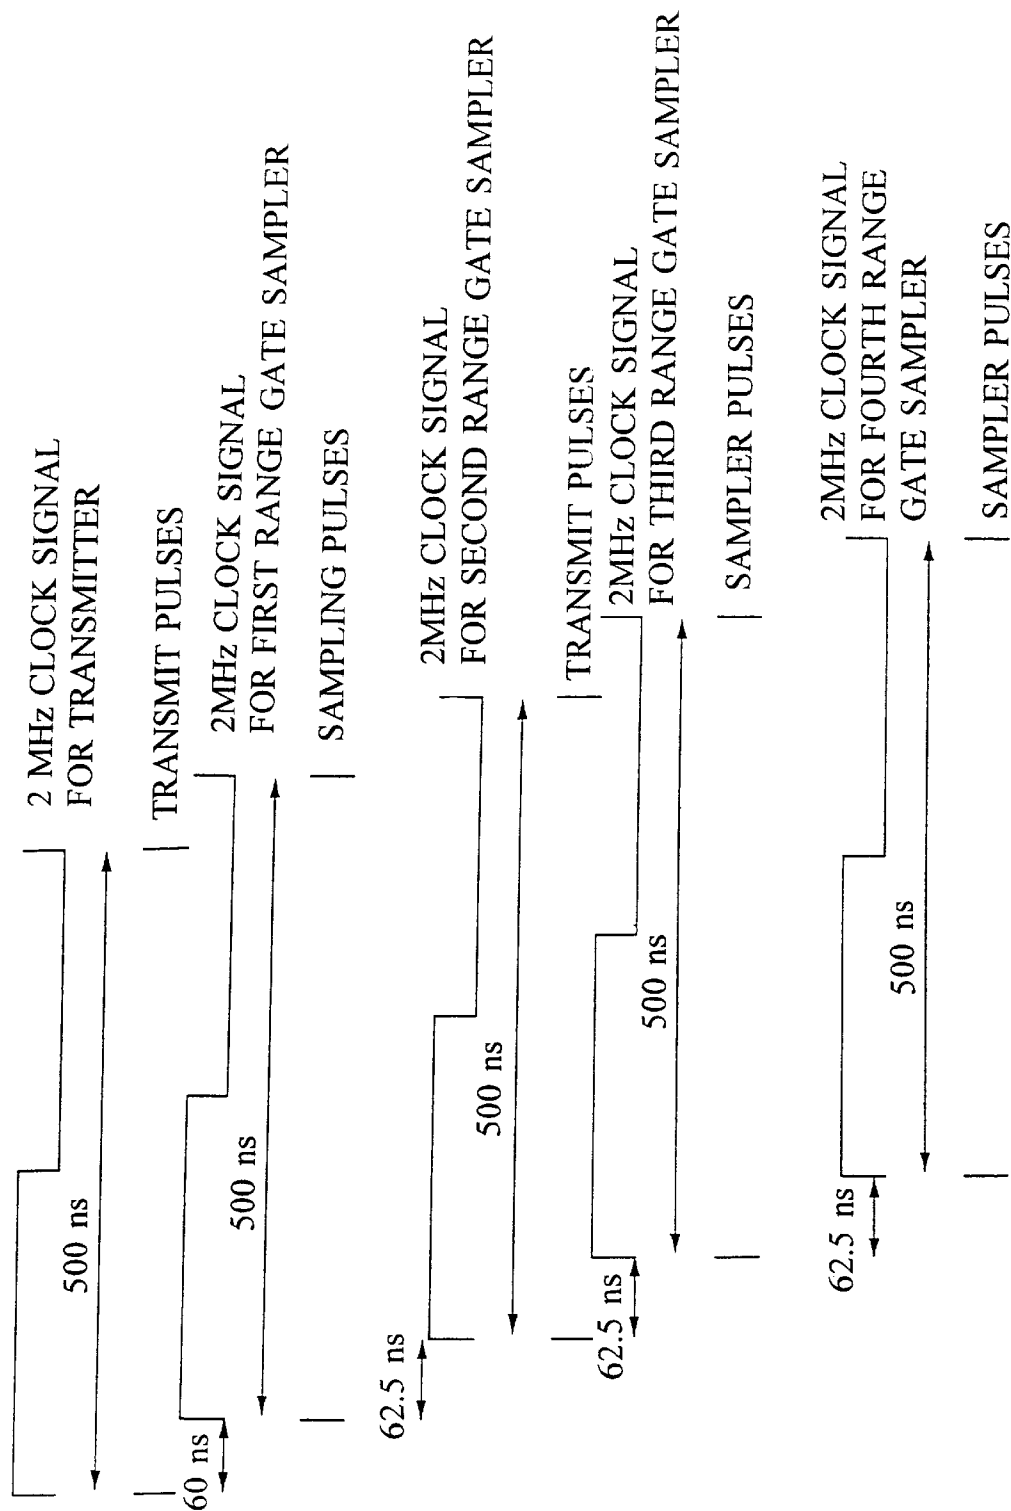 2 MHz CLOCK SIGNAL
FOR TRANSMITTER
500 ns
TRANSMIT PULSES
60 ns
2MHz CLOCK SIGNAL
FOR FIRST RANGE GATE SAMPLER
500 ns
SAMPLING PULSES
62.5 ns
2MHz CLOCK SIGNAL
FOR SECOND RANGE GATE SAMPLER
500 ns
TRANSMIT PULSES
62.5 ns
2MHz CLOCK SIGNAL
FOR THIRD RANGE GATE SAMPLER
500 ns
SAMPLER PULSES
62.5 ns
2MHz CLOCK SIGNAL
FOR FOURTH RANGE
GATE SAMPLER
500 ns
SAMPLER PULSES